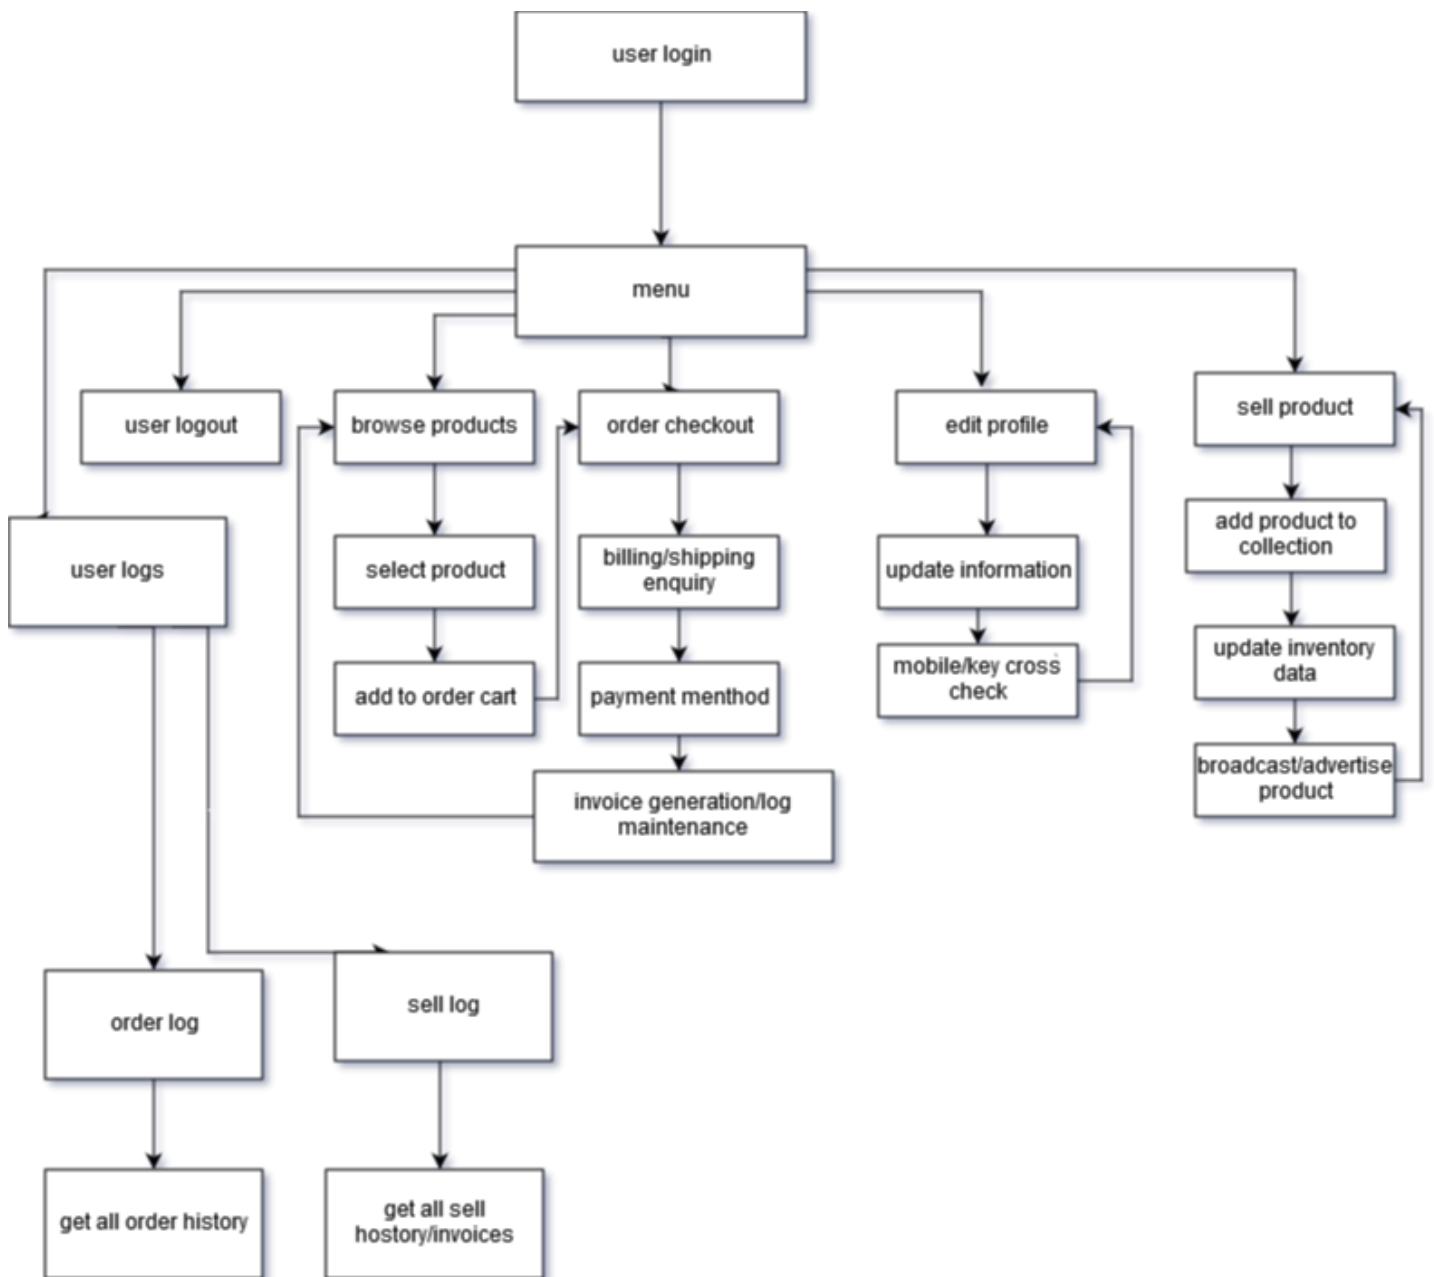 user login
menu
user logout
browse products
order checkout
edit profile
sell product
user logs
select product
billing/shipping
enquiry
update information
add product to
collection
add to order cart
payment menthod
mobile/key cross
check
update inventory
data
invoice generation/log
maintenance
broadcast/advertise
product
order log
sell log
get all order history
get all sell
hostory/invoices